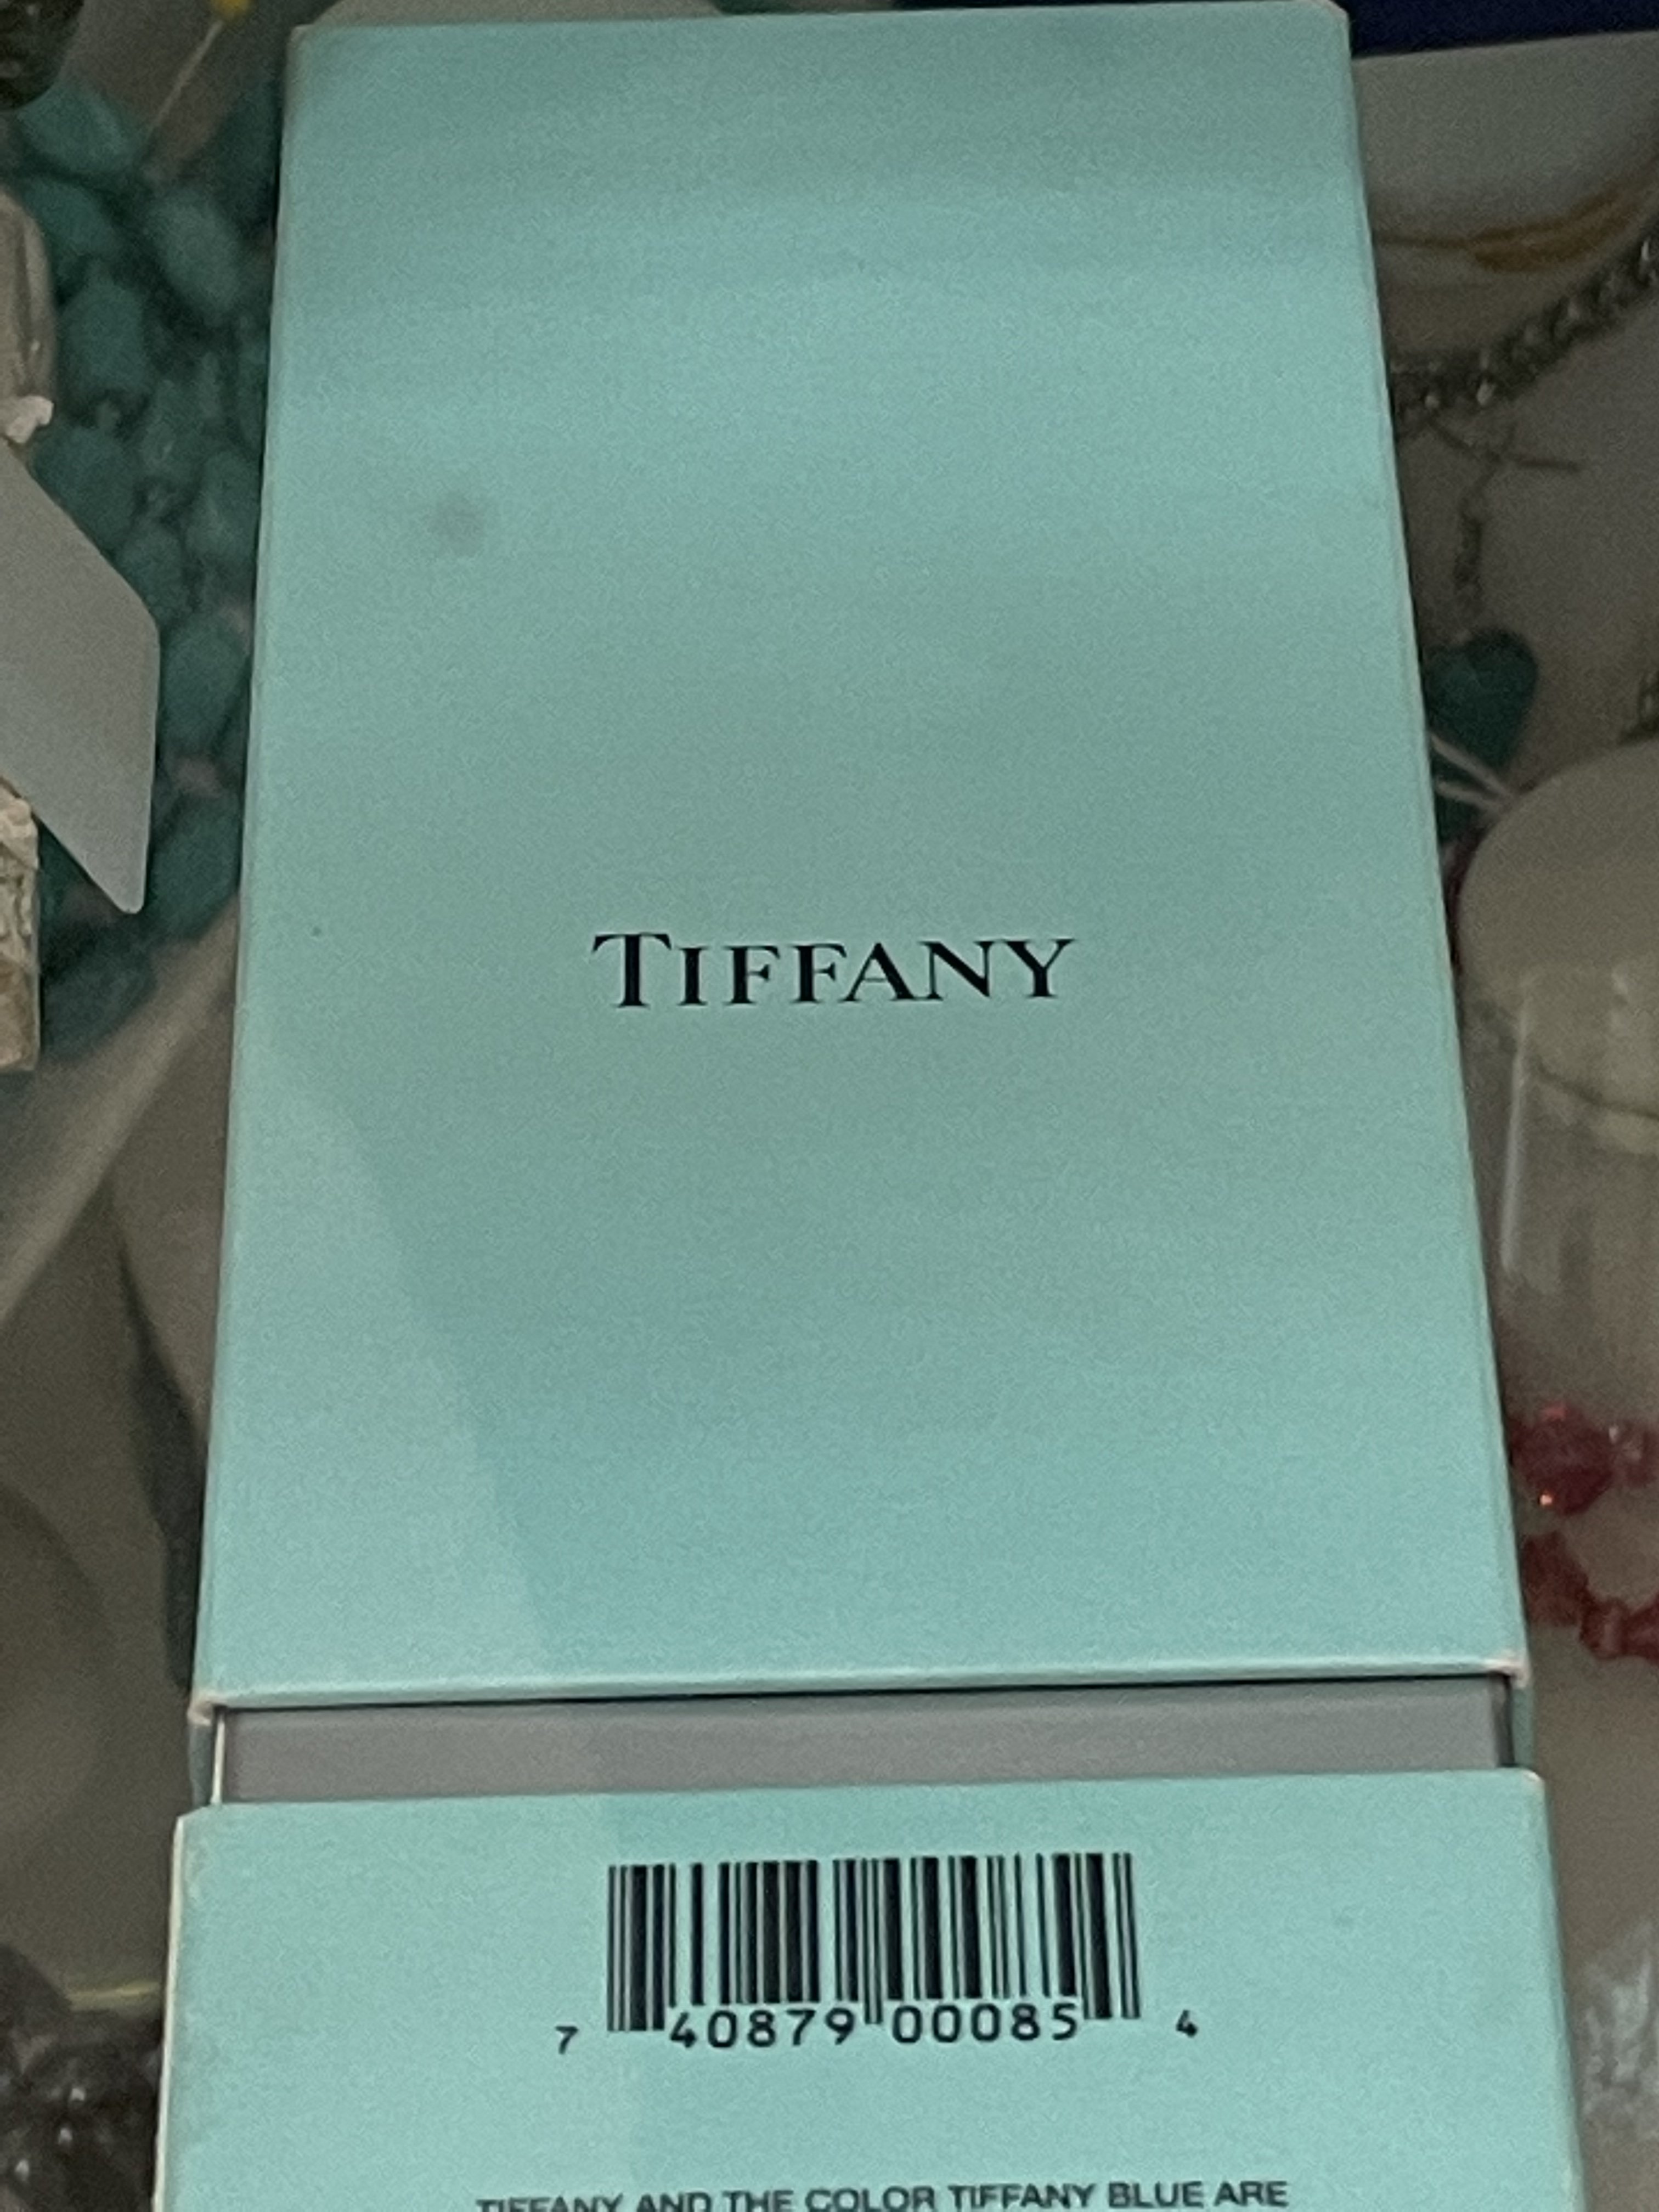 TIFFANY
7 40879 00085 4
TIFFANY AND THE COLOR TIFFANY BLUE ARE